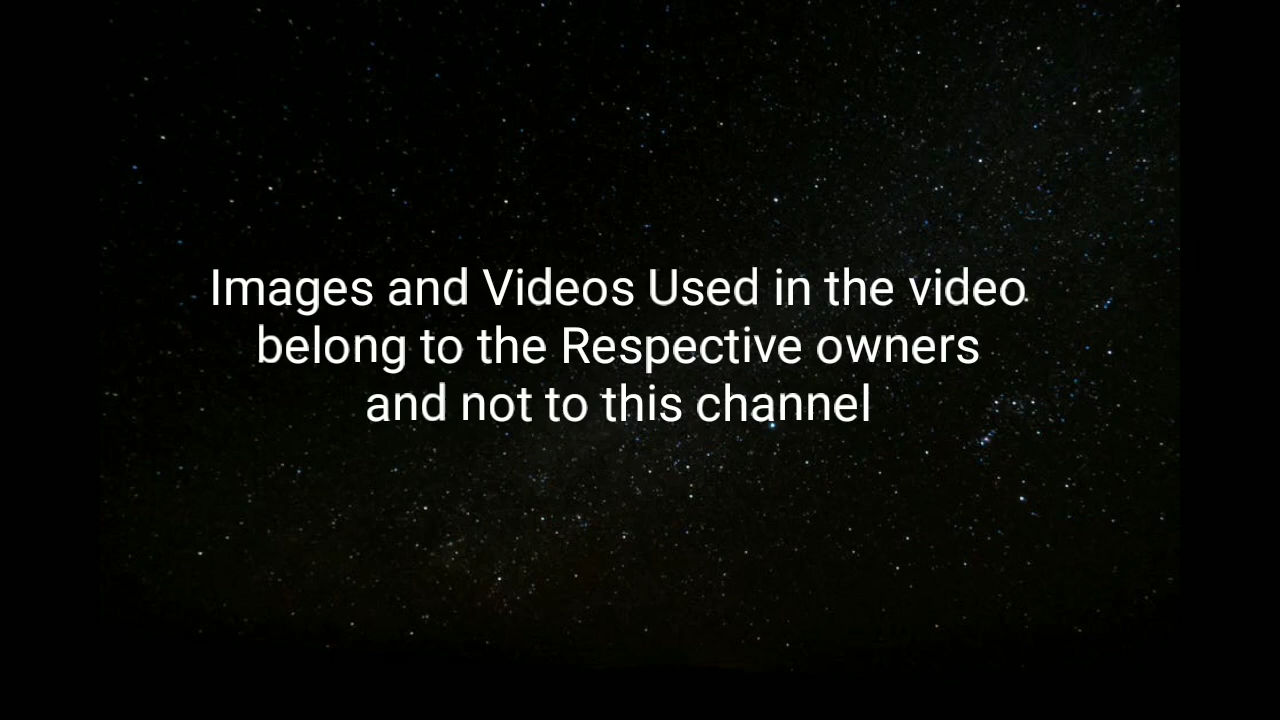 Images and Videos Used in the video
belong to the Respective owners
and not to this channel